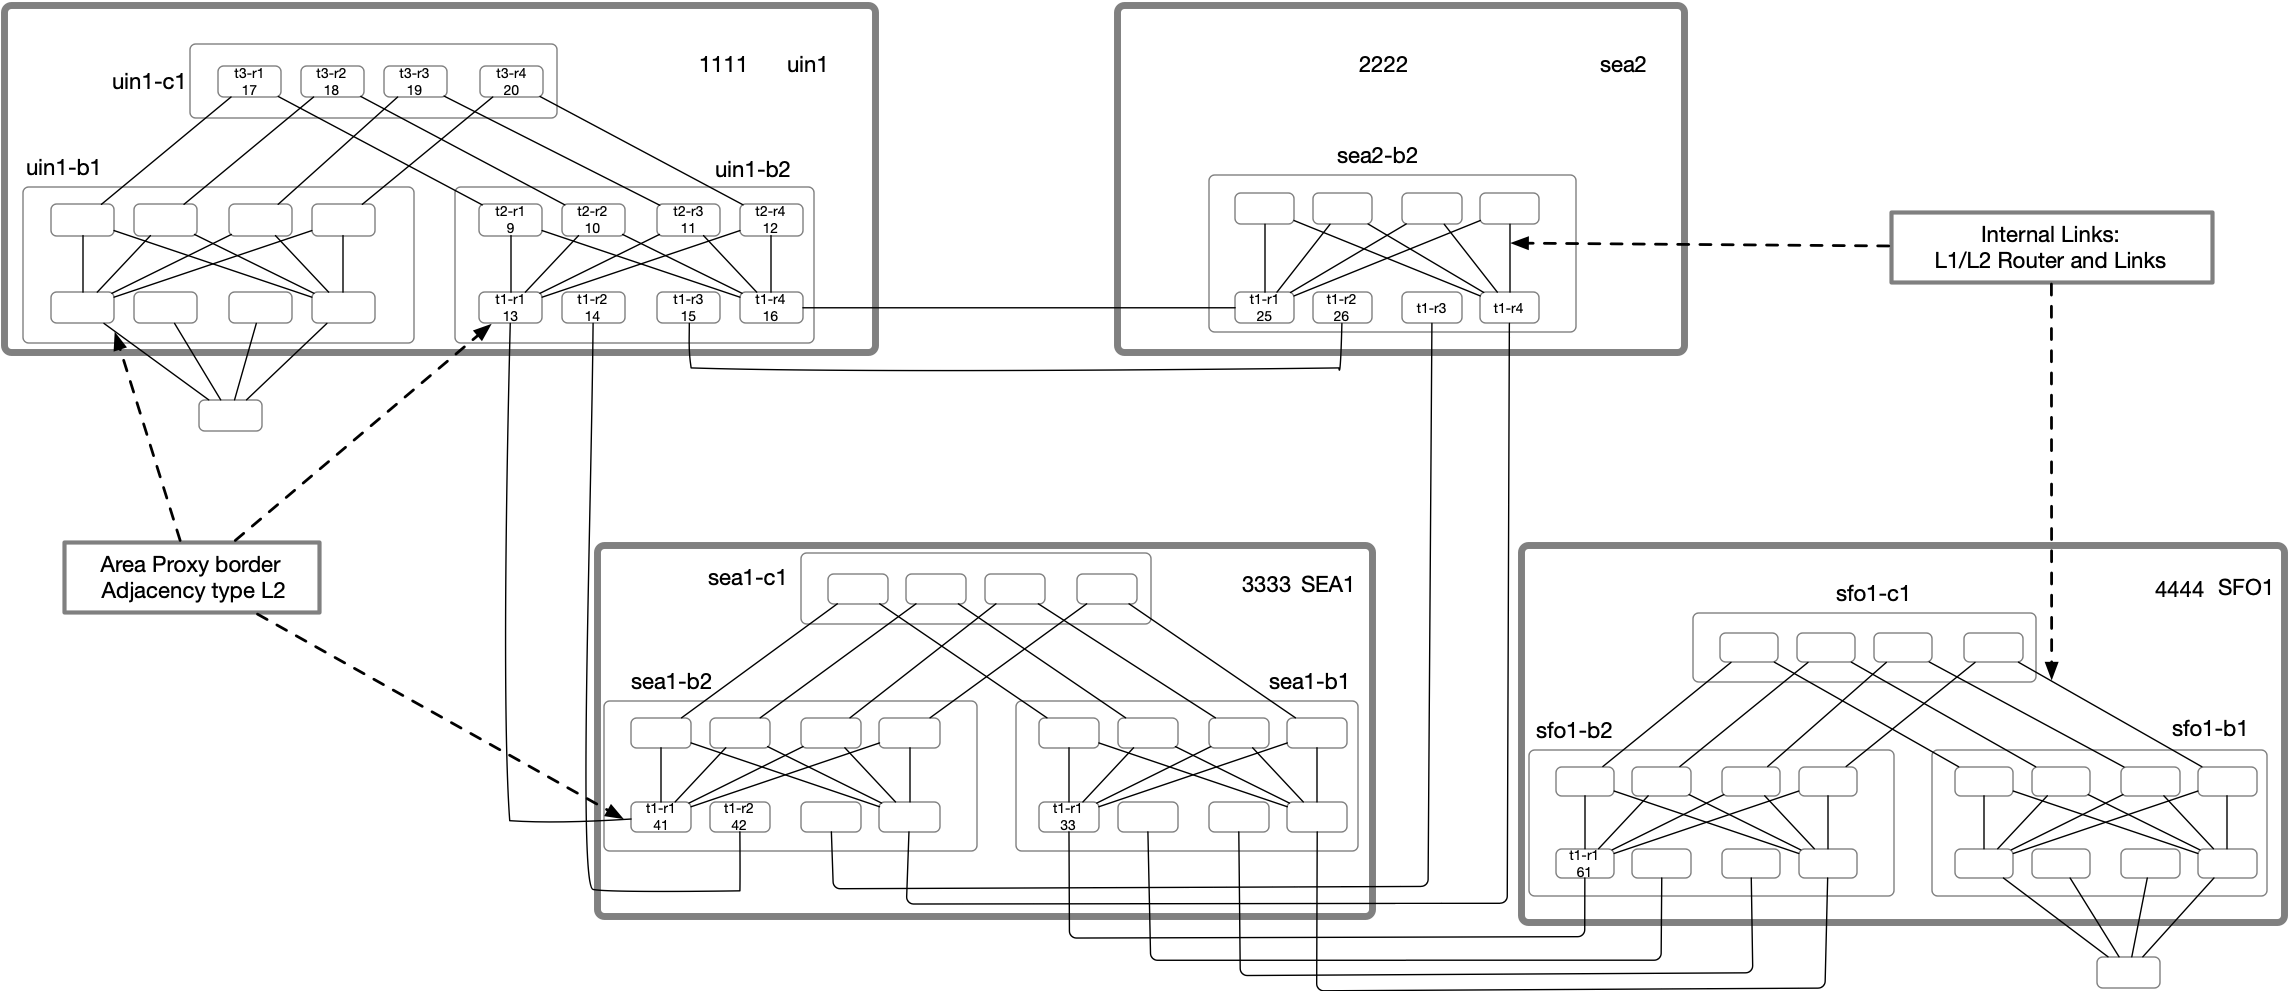 1111 uin1
uin1-c1
t3-r1
17
t3-r2
18
t3-r3
19
t3-r4
20
uin1-b1
uin1-b2
t2-r1
9
t2-r2
10
t2-r3
11
t2-r4
12
t1-r1
13
t1-r2
14
t1-r3
15
t1-r4
16
2222 sea2
sea2-b2
t1-r1
25
t1-r2
26
t1-r3
t1-r4
Internal Links:
L1/L2 Router and Links
Area Proxy border
Adjacency type L2
sea1-c1
3333 SEA1
sea1-b2
sea1-b1
t1-r1
41
t1-r2
42
t1-r1
33
sfo1-c1
4444 SFO1
sfo1-b2
sfo1-b1
t1-r1
61